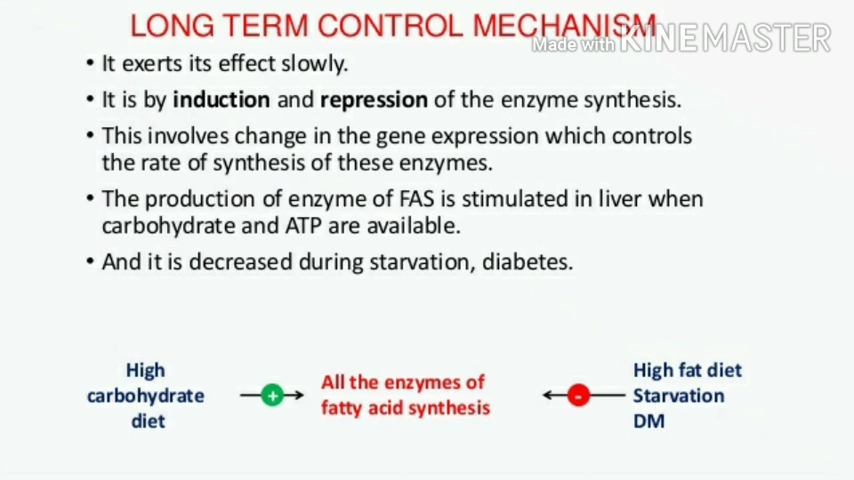 LONG TERM CONTROL MECHANISM
Made with KINEMASTER
• It exerts its effect slowly.
• It is by induction and repression of the enzyme synthesis.
• This involves change in the gene expression which controls
the rate of synthesis of these enzymes.
• The production of enzyme of FAS is stimulated in liver when
carbohydrate and ATP are available.
• And it is decreased during starvation, diabetes.
High
carbohydrate
diet
+
All the enzymes of
fatty acid synthesis
-
High fat diet
Starvation
DM